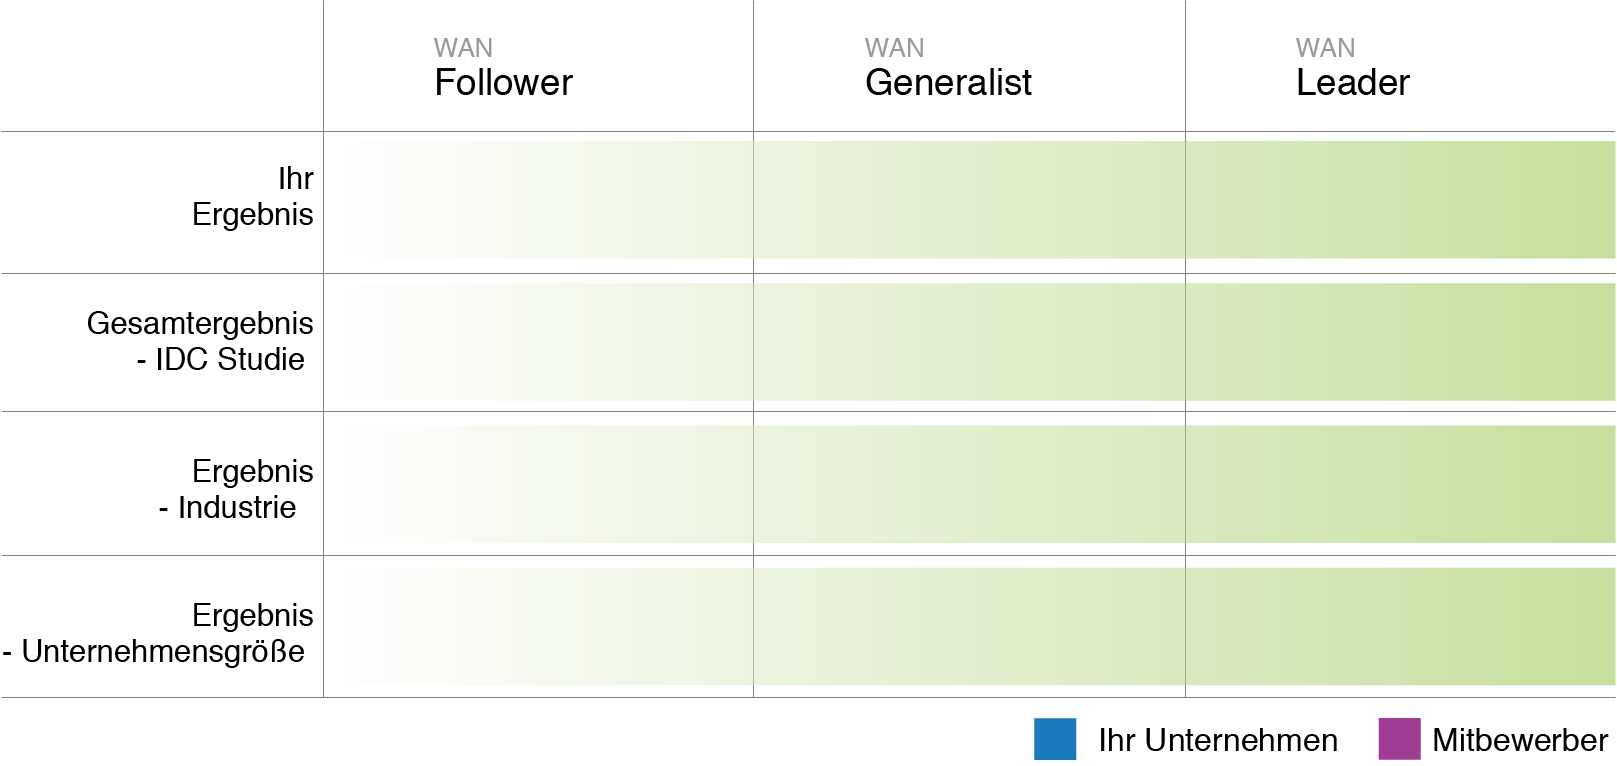 WAN
Follower
WAN
Generalist
WAN
Leader
Ihr
Ergebnis
Gesamtergebnis
- IDC Studie
Ergebnis
- Industrie
Ergebnis
- Unternehmensgröße
Ihr Unternehmen
Mitbewerber